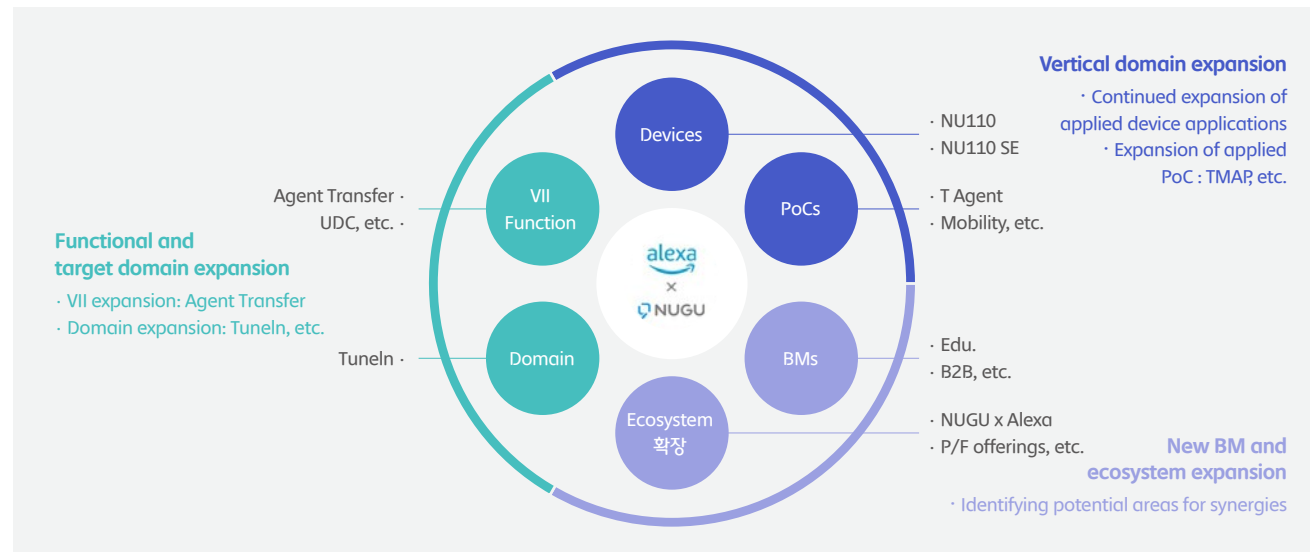 Vertical domain expansion
· Continued expansion of
applied device applications
· Expansion of applied
PoC : TMAP, etc.
Devices
· NU110
· NU110 SE
PoCs
· T Agent
· Mobility, etc.
VII
Function
Agent Transfer ·
UDC, etc. ·
Functional and
target domain expansion
· VII expansion: Agent Transfer
· Domain expansion: Tuneln, etc.
alexa
×
NUGU
Domain
Tuneln ·
BMs
· Edu.
· B2B, etc.
Ecosystem
확장
· NUGU x Alexa
· P/F offerings, etc.
New BM and
ecosystem expansion
· Identifying potential areas for synergies